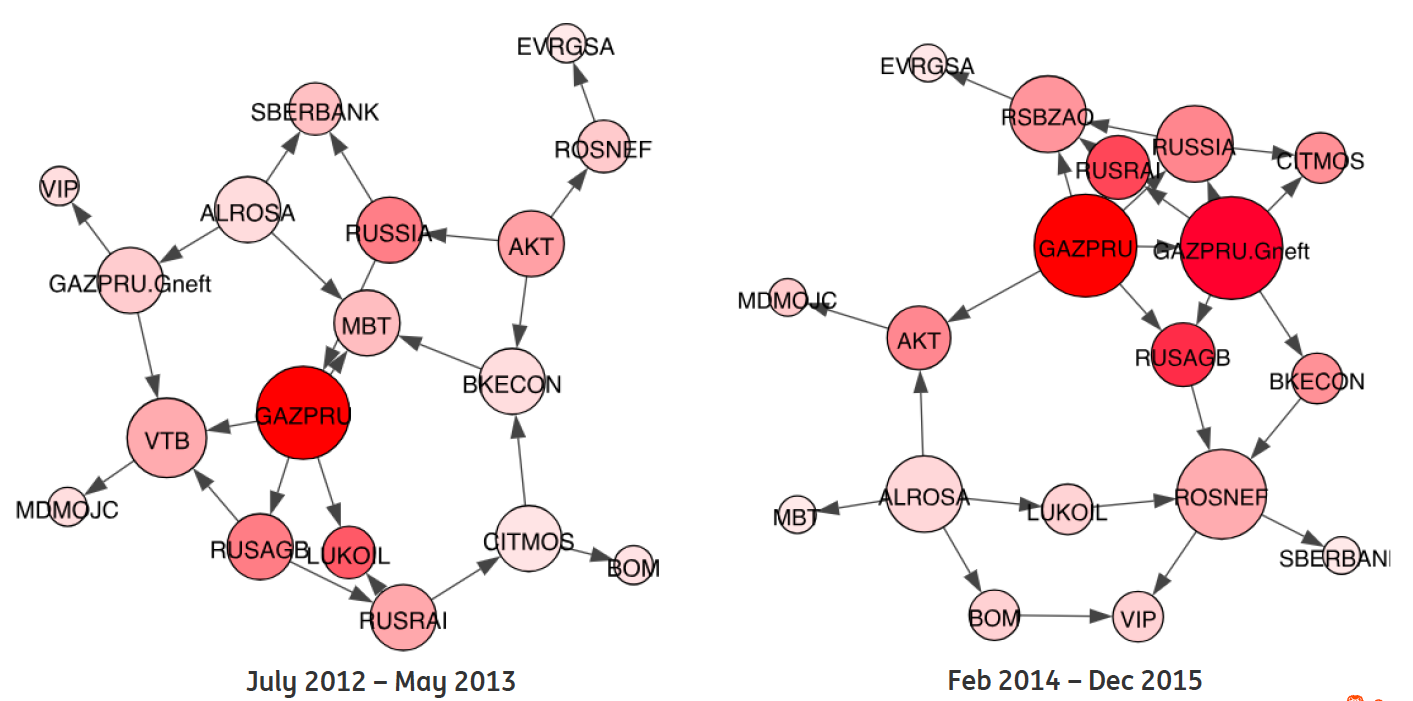 EVRGSA
SBERBANK
ROSNEF
VIP
ALROSA
RUSSIA
AKT
GAZPRU.Gneft
MBT
BKECON
GAZPRU
VTB
MDMOJC
RUSAGB
LUKOIL
CITMOS
BOM
RUSRAI
July 2012 – May 2013
EVRGSA
RSBZAO
RUSSIA
CITMOS
RUSRAI
GAZPRU
GAZPRU.Gneft
MDMOJC
AKT
RUSAGB
BKECON
ALROSA
LUKOIL
ROSNEF
MBT
SBERBANI
BOM
VIP
Feb 2014 – Dec 2015